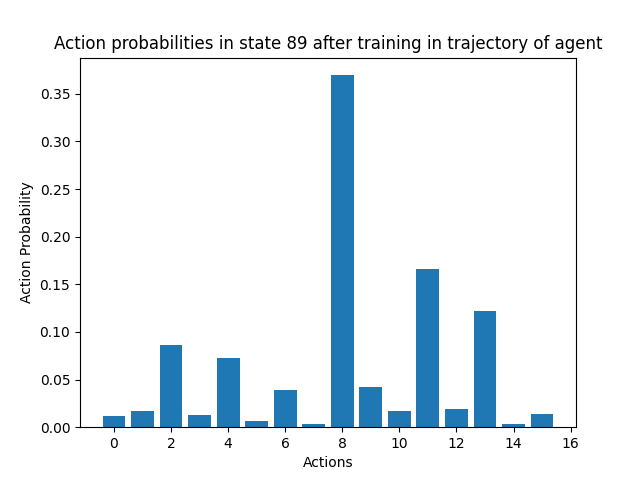 Action probabilities in state 89 after training in trajectory of agent
0.35
0.30
0.25
0.20
0.15
0.10
0.05
0.00
Action Probability
0 2 4 6 8 10 12 14 16
Actions